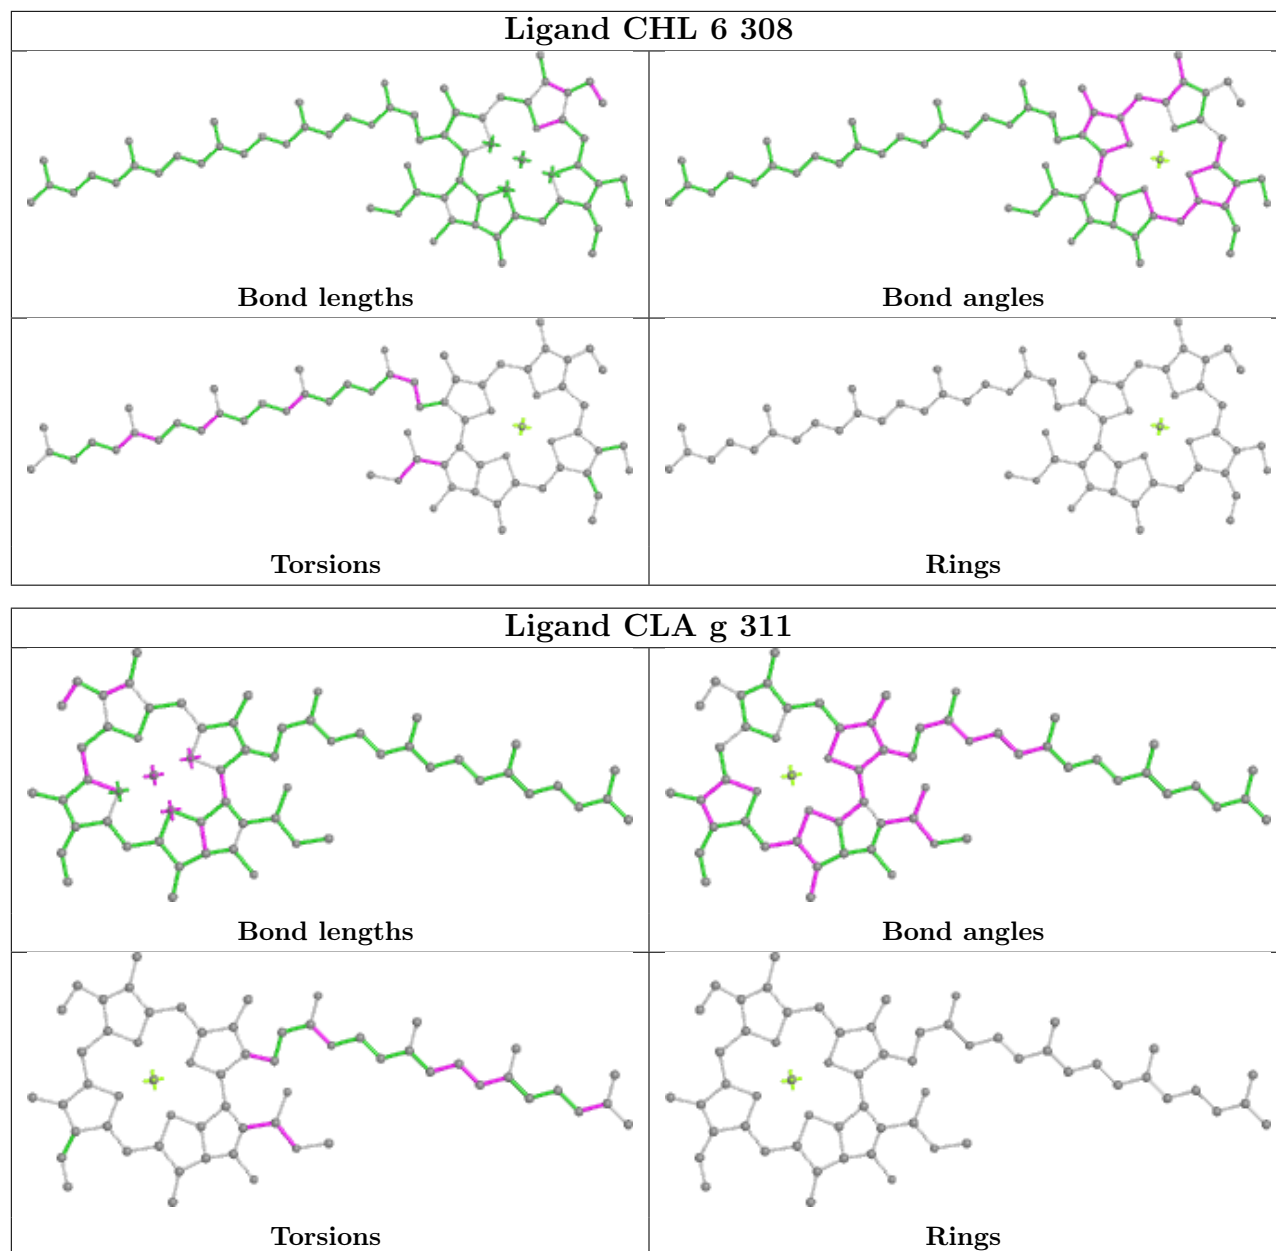 Ligand CHL 6 308
Bond lengths
Bond angles
Torsions
Rings
Ligand CLA g 311
Bond lengths
Bond angles
Torsions
Rings